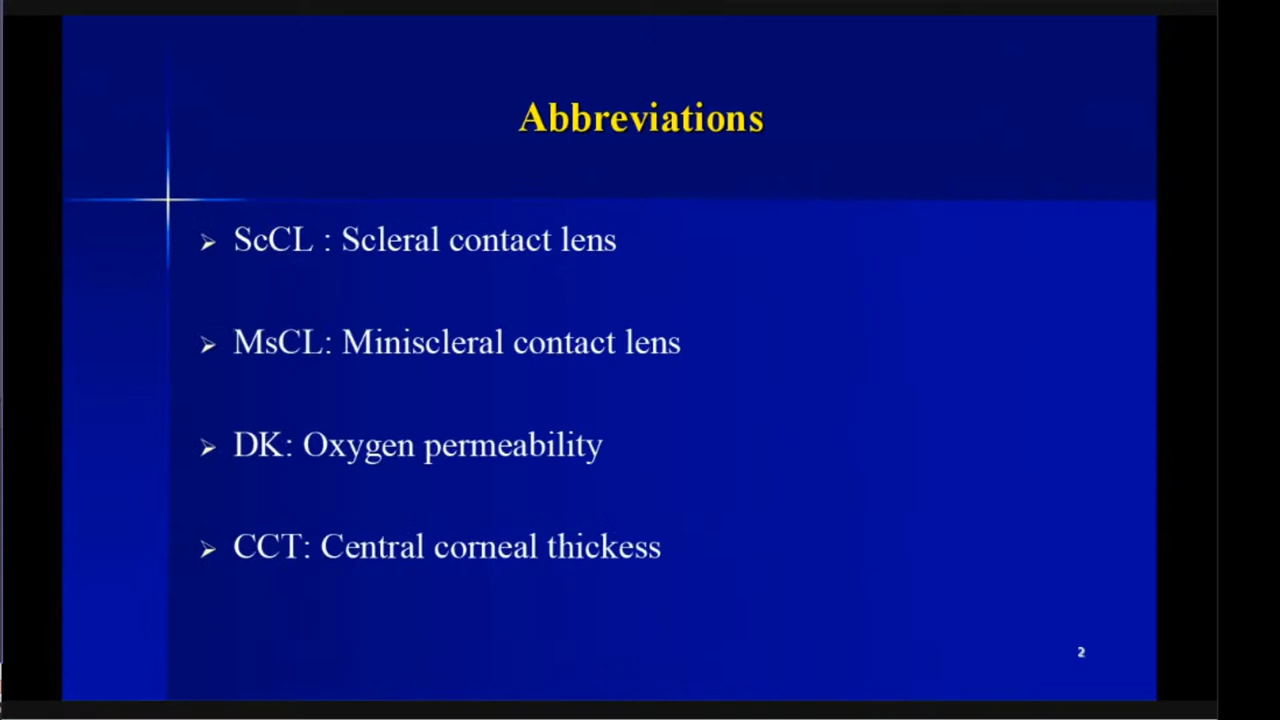 Abbreviations
ScCL : Scleral contact lens
MsCL: Miniscleral contact lens
DK: Oxygen permeability
CCT: Central corneal thickess
2